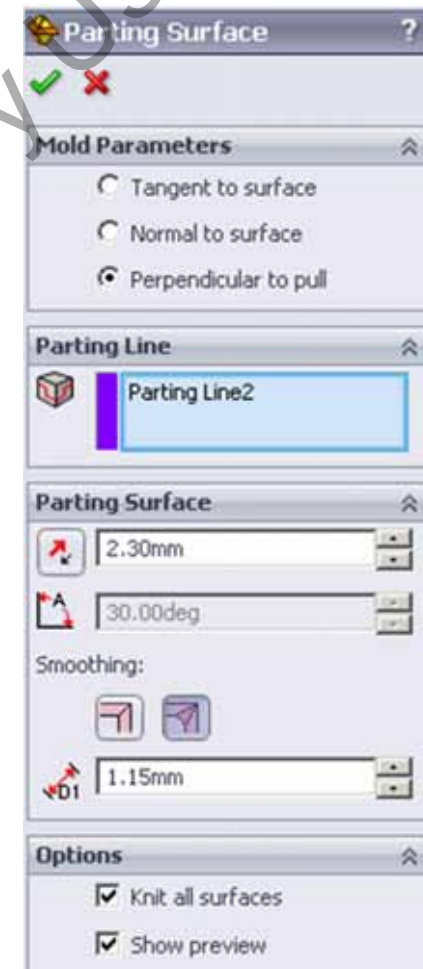 Parting Surface ?
Mold Parameters
Tangent to surface
Normal to surface
Perpendicular to pull
Parting Line
Parting Line2
Parting Surface
2.30mm
A
30.00deg
Smoothing:
D1
1.15mm
Options
Knit all surfaces
Show preview